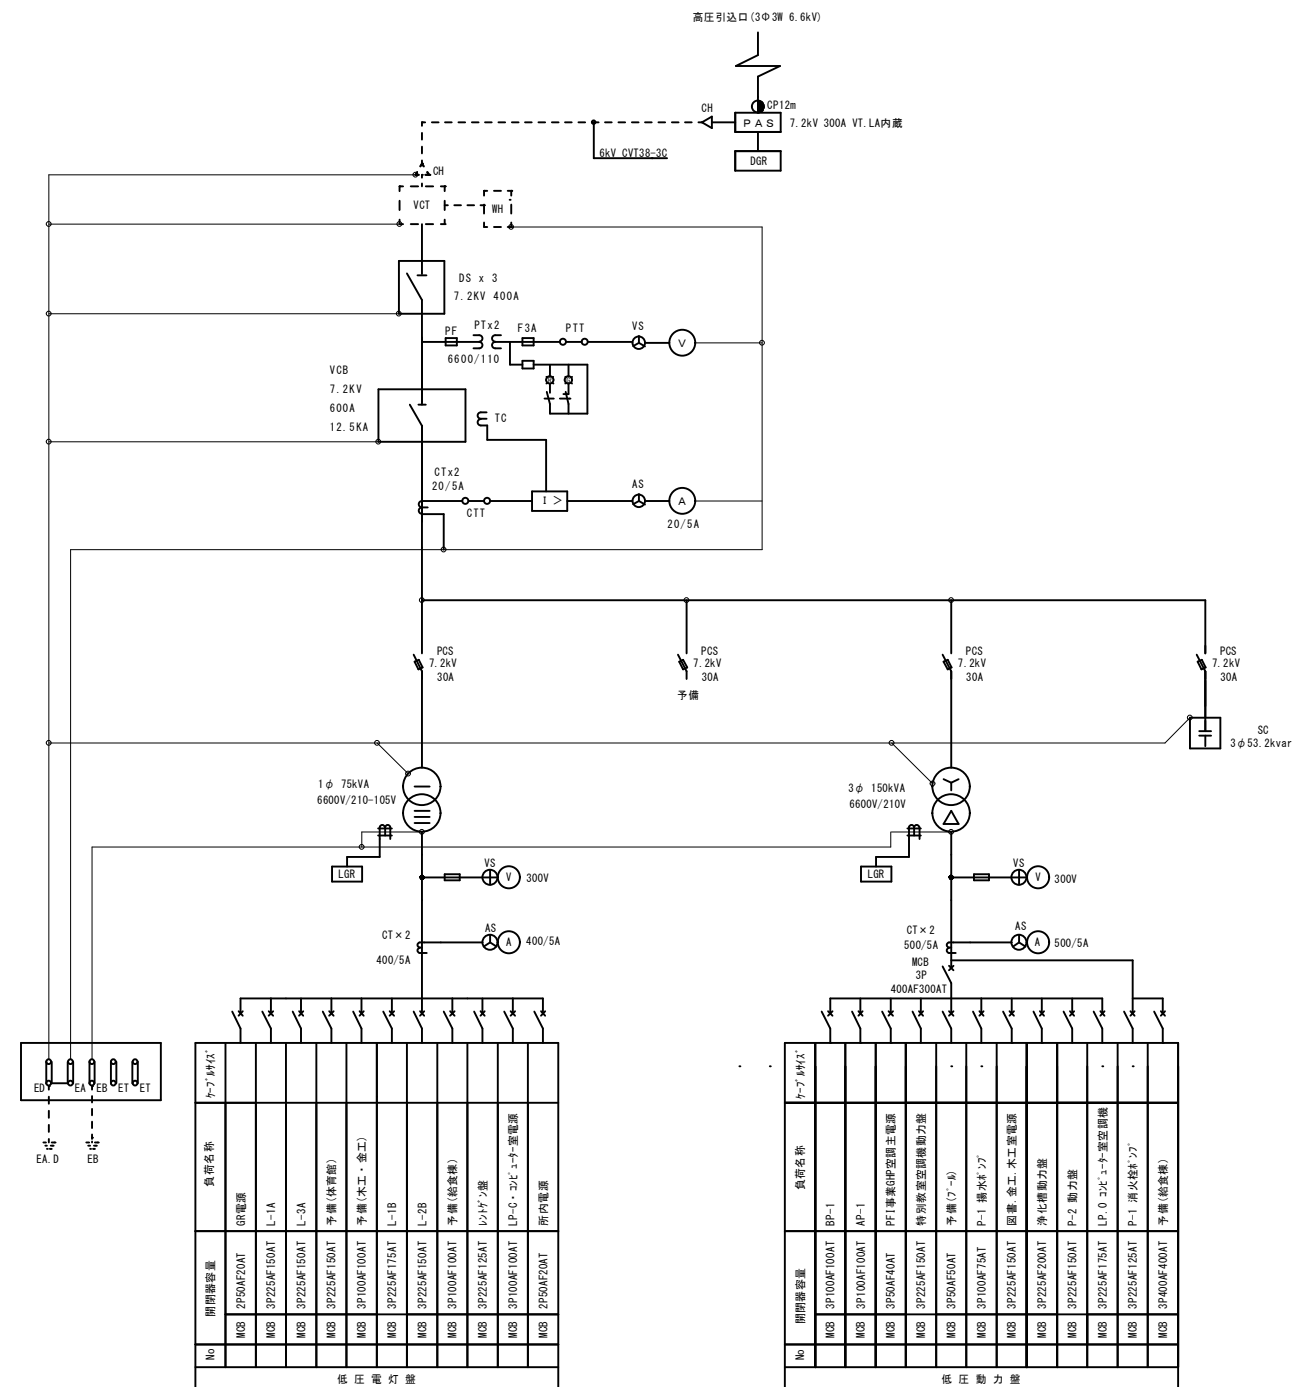 高圧引込口(3Φ3W 6.6kV)
CP12m
CH
PAS
7.2kV 300A VT.LA内蔵
6kV CVT38-3C
DGR
CH
VCT
WH
DS x 3
7.2KV 400A
PF
PTx2
F3A
PTT
VS
V
6600/110
VCB
7.2KV
600A
12.5KA
TC
CTx2
20/5A
CTT
I >
AS
A
20/5A
PCS
7.2kV
30A
PCS
7.2kV
30A
予備
PCS
7.2kV
30A
PCS
7.2kV
30A
SC
3φ53.2kvar
1φ 75kVA
6600V/210-105V
3φ 150kVA
6600V/210V
LGR
VS
V
300V
LGR
VS
V
300V
CT×2
400/5A
AS
A
400/5A
CT×2
500/5A
AS
A
500/5A
MCB
3P
400AF300AT
ED
EA
EB
ET
ET
EA.D
EB
ケーブルサイズ
負荷名称
開閉器容量
No
GR電源
2P50AF20AT
MCB
L-1A
3P225AF150AT
MCB
L-3A
3P225AF150AT
MCB
予備(体育館)
3P225AF150AT
MCB
予備(木工・金工)
3P100AF100AT
MCB
L-1B
3P225AF175AT
MCB
L-2B
3P225AF150AT
MCB
予備(給食棟)
3P100AF100AT
MCB
レントゲン盤
3P225AF125AT
MCB
LP-C・コンピューター室電源
3P100AF100AT
MCB
所内電源
2P50AF20AT
MCB
低圧電灯盤
ケーブルサイズ
負荷名称
開閉器容量
No
BP-1
3P100AF100AT
MCB
AP-1
3P100AF100AT
MCB
PFI事業GHP空調主電源
3P50AF40AT
MCB
特別教室空調機動力盤
3P225AF150AT
MCB
予備(プール)
3P50AF50AT
MCB
P-1 揚水ポンプ
3P100AF75AT
MCB
図書.金工.木工室電源
3P225AF150AT
MCB
浄化槽動力盤
3P225AF200AT
MCB
P-2 動力盤
3P225AF150AT
MCB
LP.O コンピューター室空調機
3P225AF175AT
MCB
P-1 消火栓ポンプ
3P225AF125AT
MCB
予備(給食棟)
3P400AF400AT
MCB
低圧動力盤